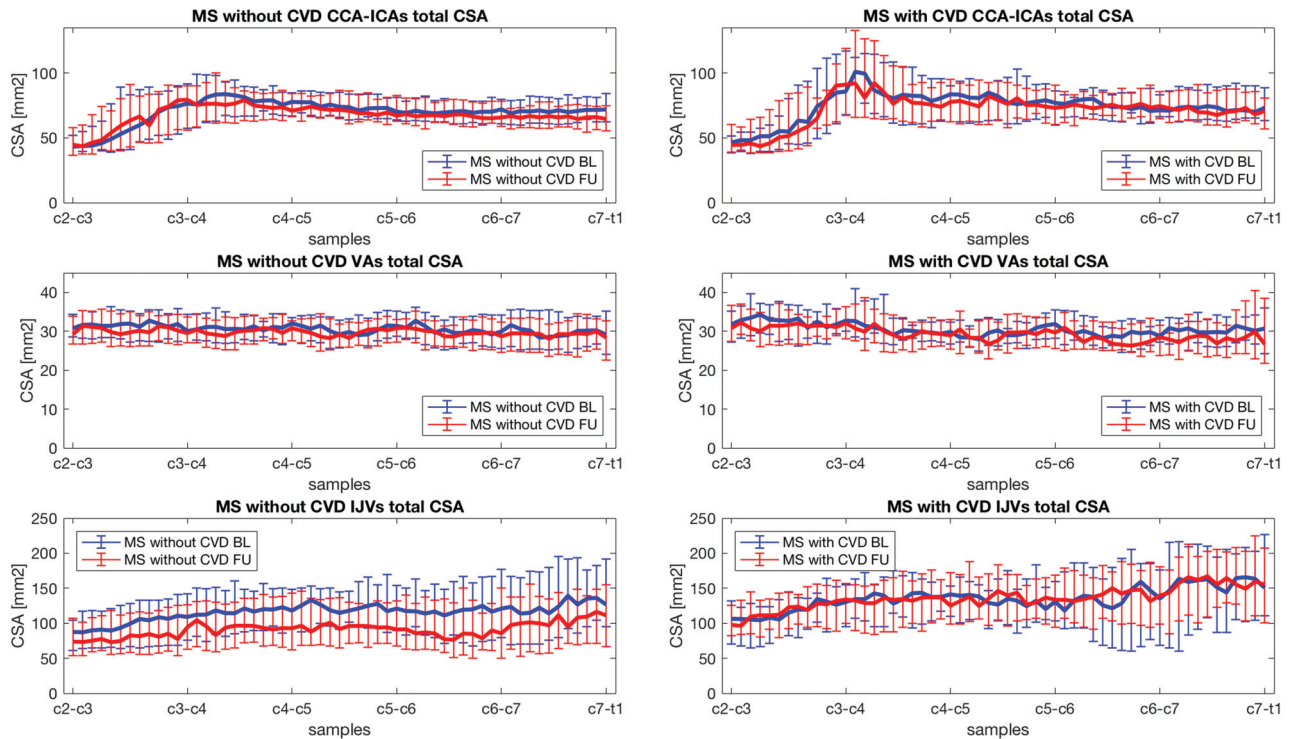 MS without CVD CCA-ICAs total CSA
CSA [mm2]
100
50
0
MS without CVD BL
MS without CVD FU
c2-c3 c3-c4 c4-c5 c5-c6 c6-c7 c7-t1
samples
MS with CVD CCA-ICAs total CSA
CSA [mm2]
100
50
0
MS with CVD BL
MS with CVD FU
c2-c3 c3-c4 c4-c5 c5-c6 c6-c7 c7-t1
samples
MS without CVD VAs total CSA
CSA [mm2]
40
30
20
10
0
MS without CVD BL
MS without CVD FU
c2-c3 c3-c4 c4-c5 c5-c6 c6-c7 c7-t1
samples
MS with CVD VAs total CSA
CSA [mm2]
40
30
20
10
0
MS with CVD BL
MS with CVD FU
c2-c3 c3-c4 c4-c5 c5-c6 c6-c7 c7-t1
samples
MS without CVD IJVs total CSA
CSA [mm2]
250
200
150
100
50
0
MS without CVD BL
MS without CVD FU
c2-c3 c3-c4 c4-c5 c5-c6 c6-c7 c7-t1
samples
MS with CVD IJVs total CSA
CSA [mm2]
250
200
150
100
50
0
MS with CVD BL
MS with CVD FU
c2-c3 c3-c4 c4-c5 c5-c6 c6-c7 c7-t1
samples